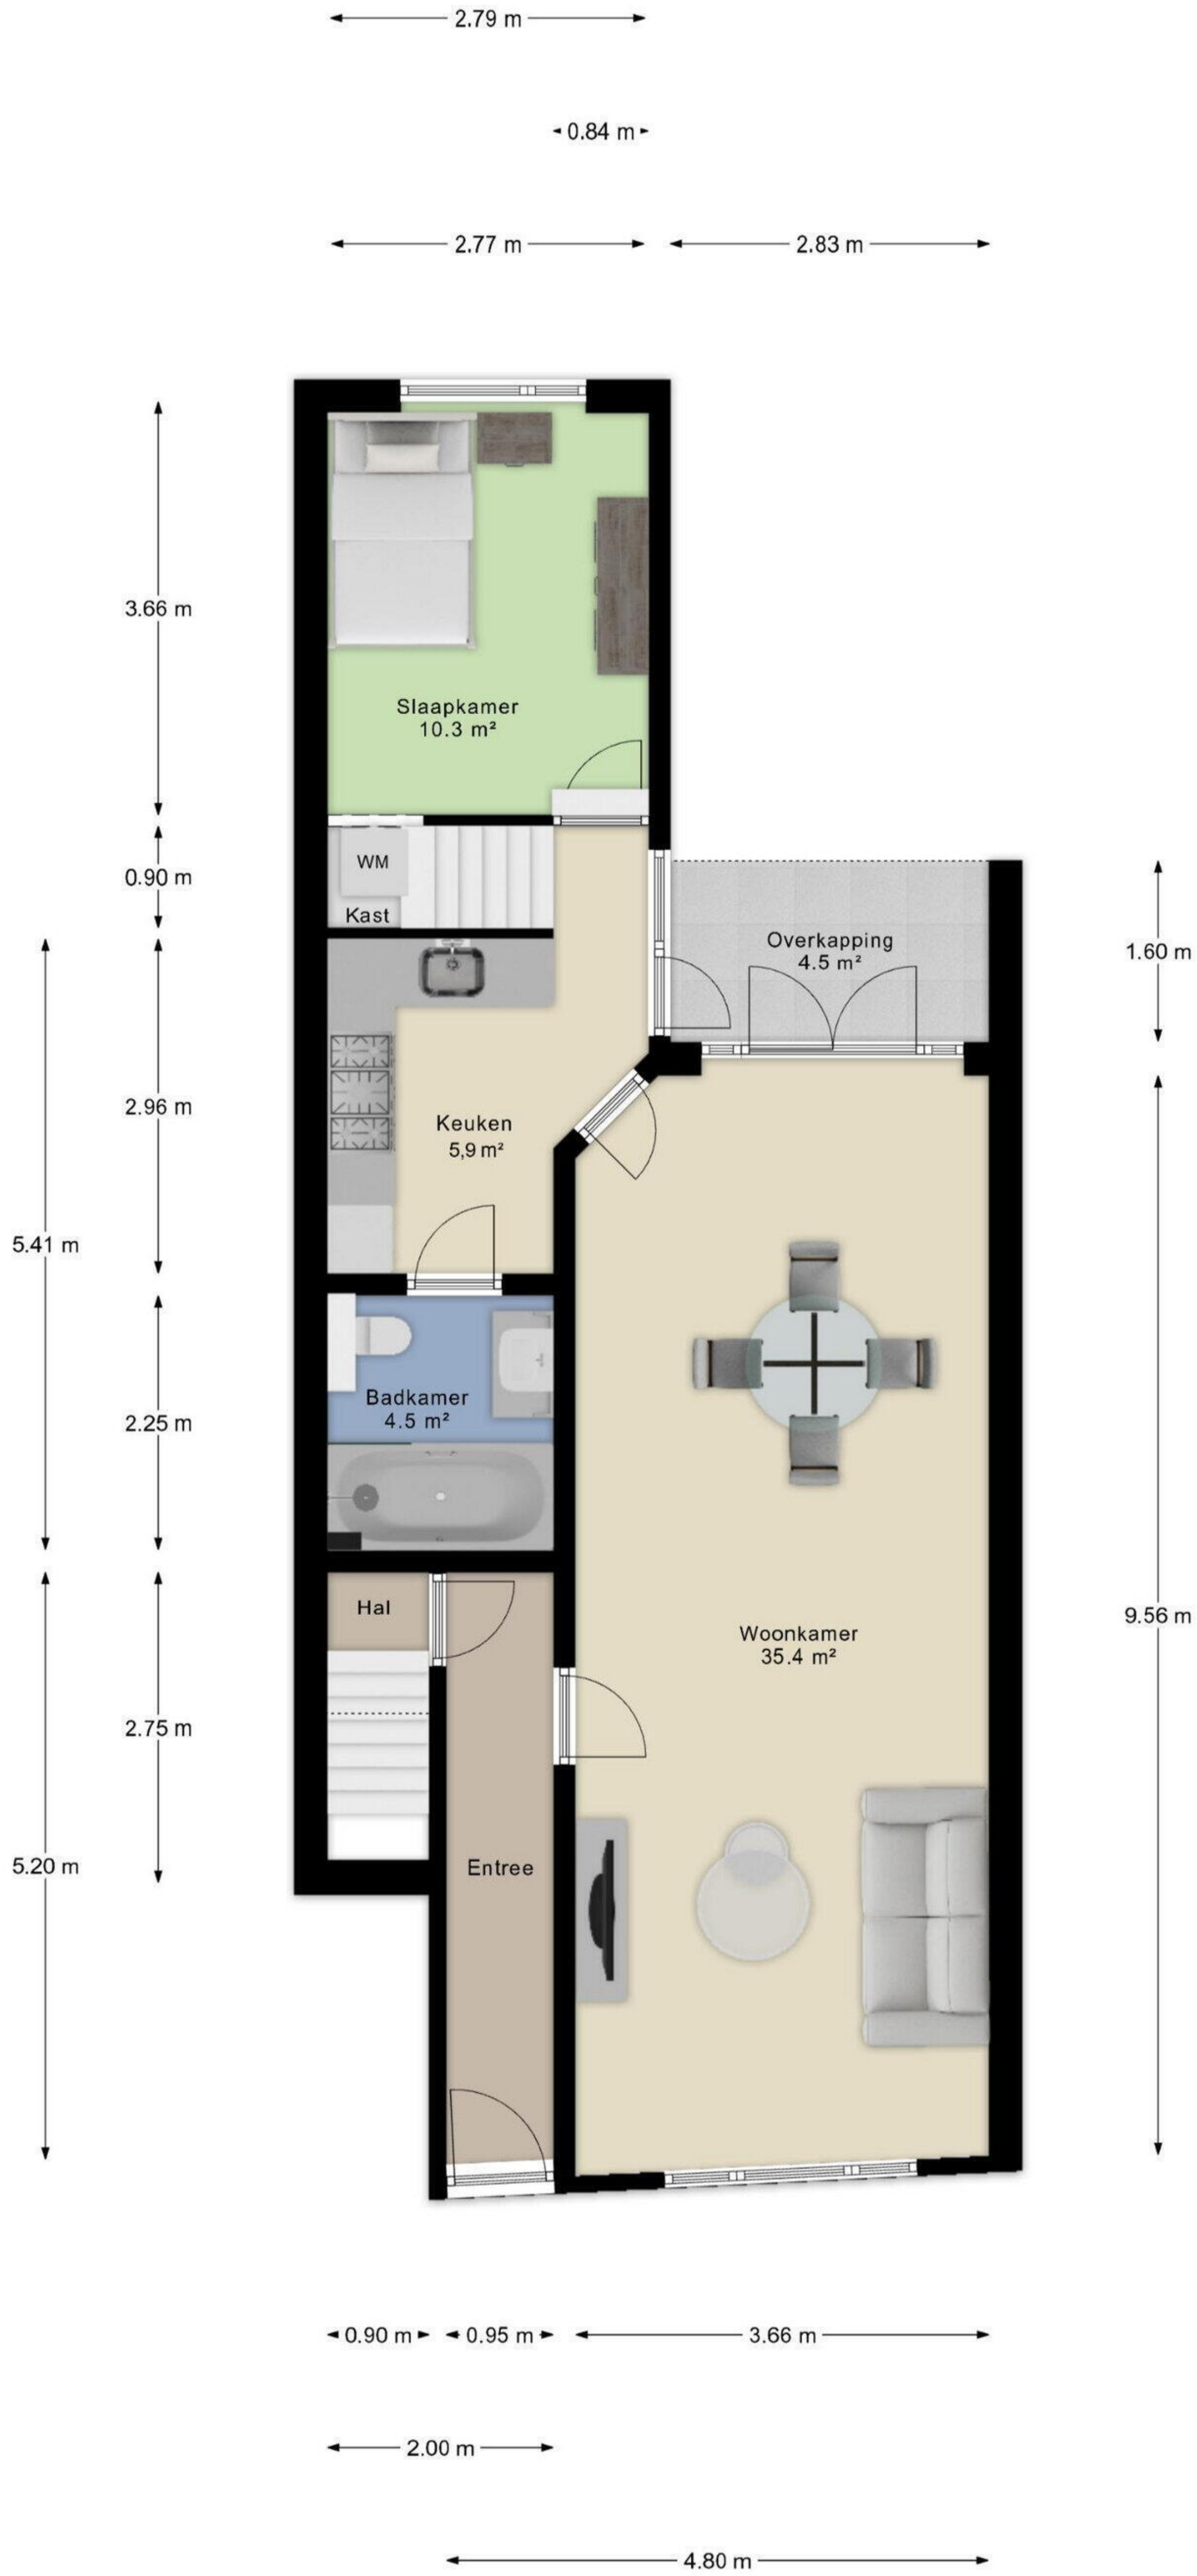 2.79 m
0.84 m
2.77 m
2.83 m
3.66 m
Slaapkamer
10.3 m²
WM
0.90 m
Kast
Overkapping
4.5 m²
1.60 m
2.96 m
Keuken
5,9 m²
5.41 m
Badkamer
4.5 m²
2.25 m
Hal
9.56 m
Woonkamer
35.4 m²
2.75 m
5.20 m
Entree
0.90 m
0.95 m
3.66 m
2.00 m
4.80 m